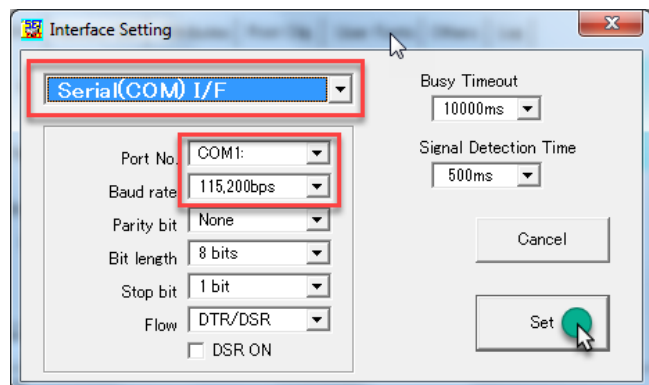 Interface Setting
Serial(COM) I/F
Port No. COM1:
Baud rate 115,200bps
Parity bit None
Bit length 8 bits
Stop bit 1 bit
Flow DTR/DSR
DSR ON
Busy Timeout
10000ms
Signal Detection Time
500ms
Cancel
Set